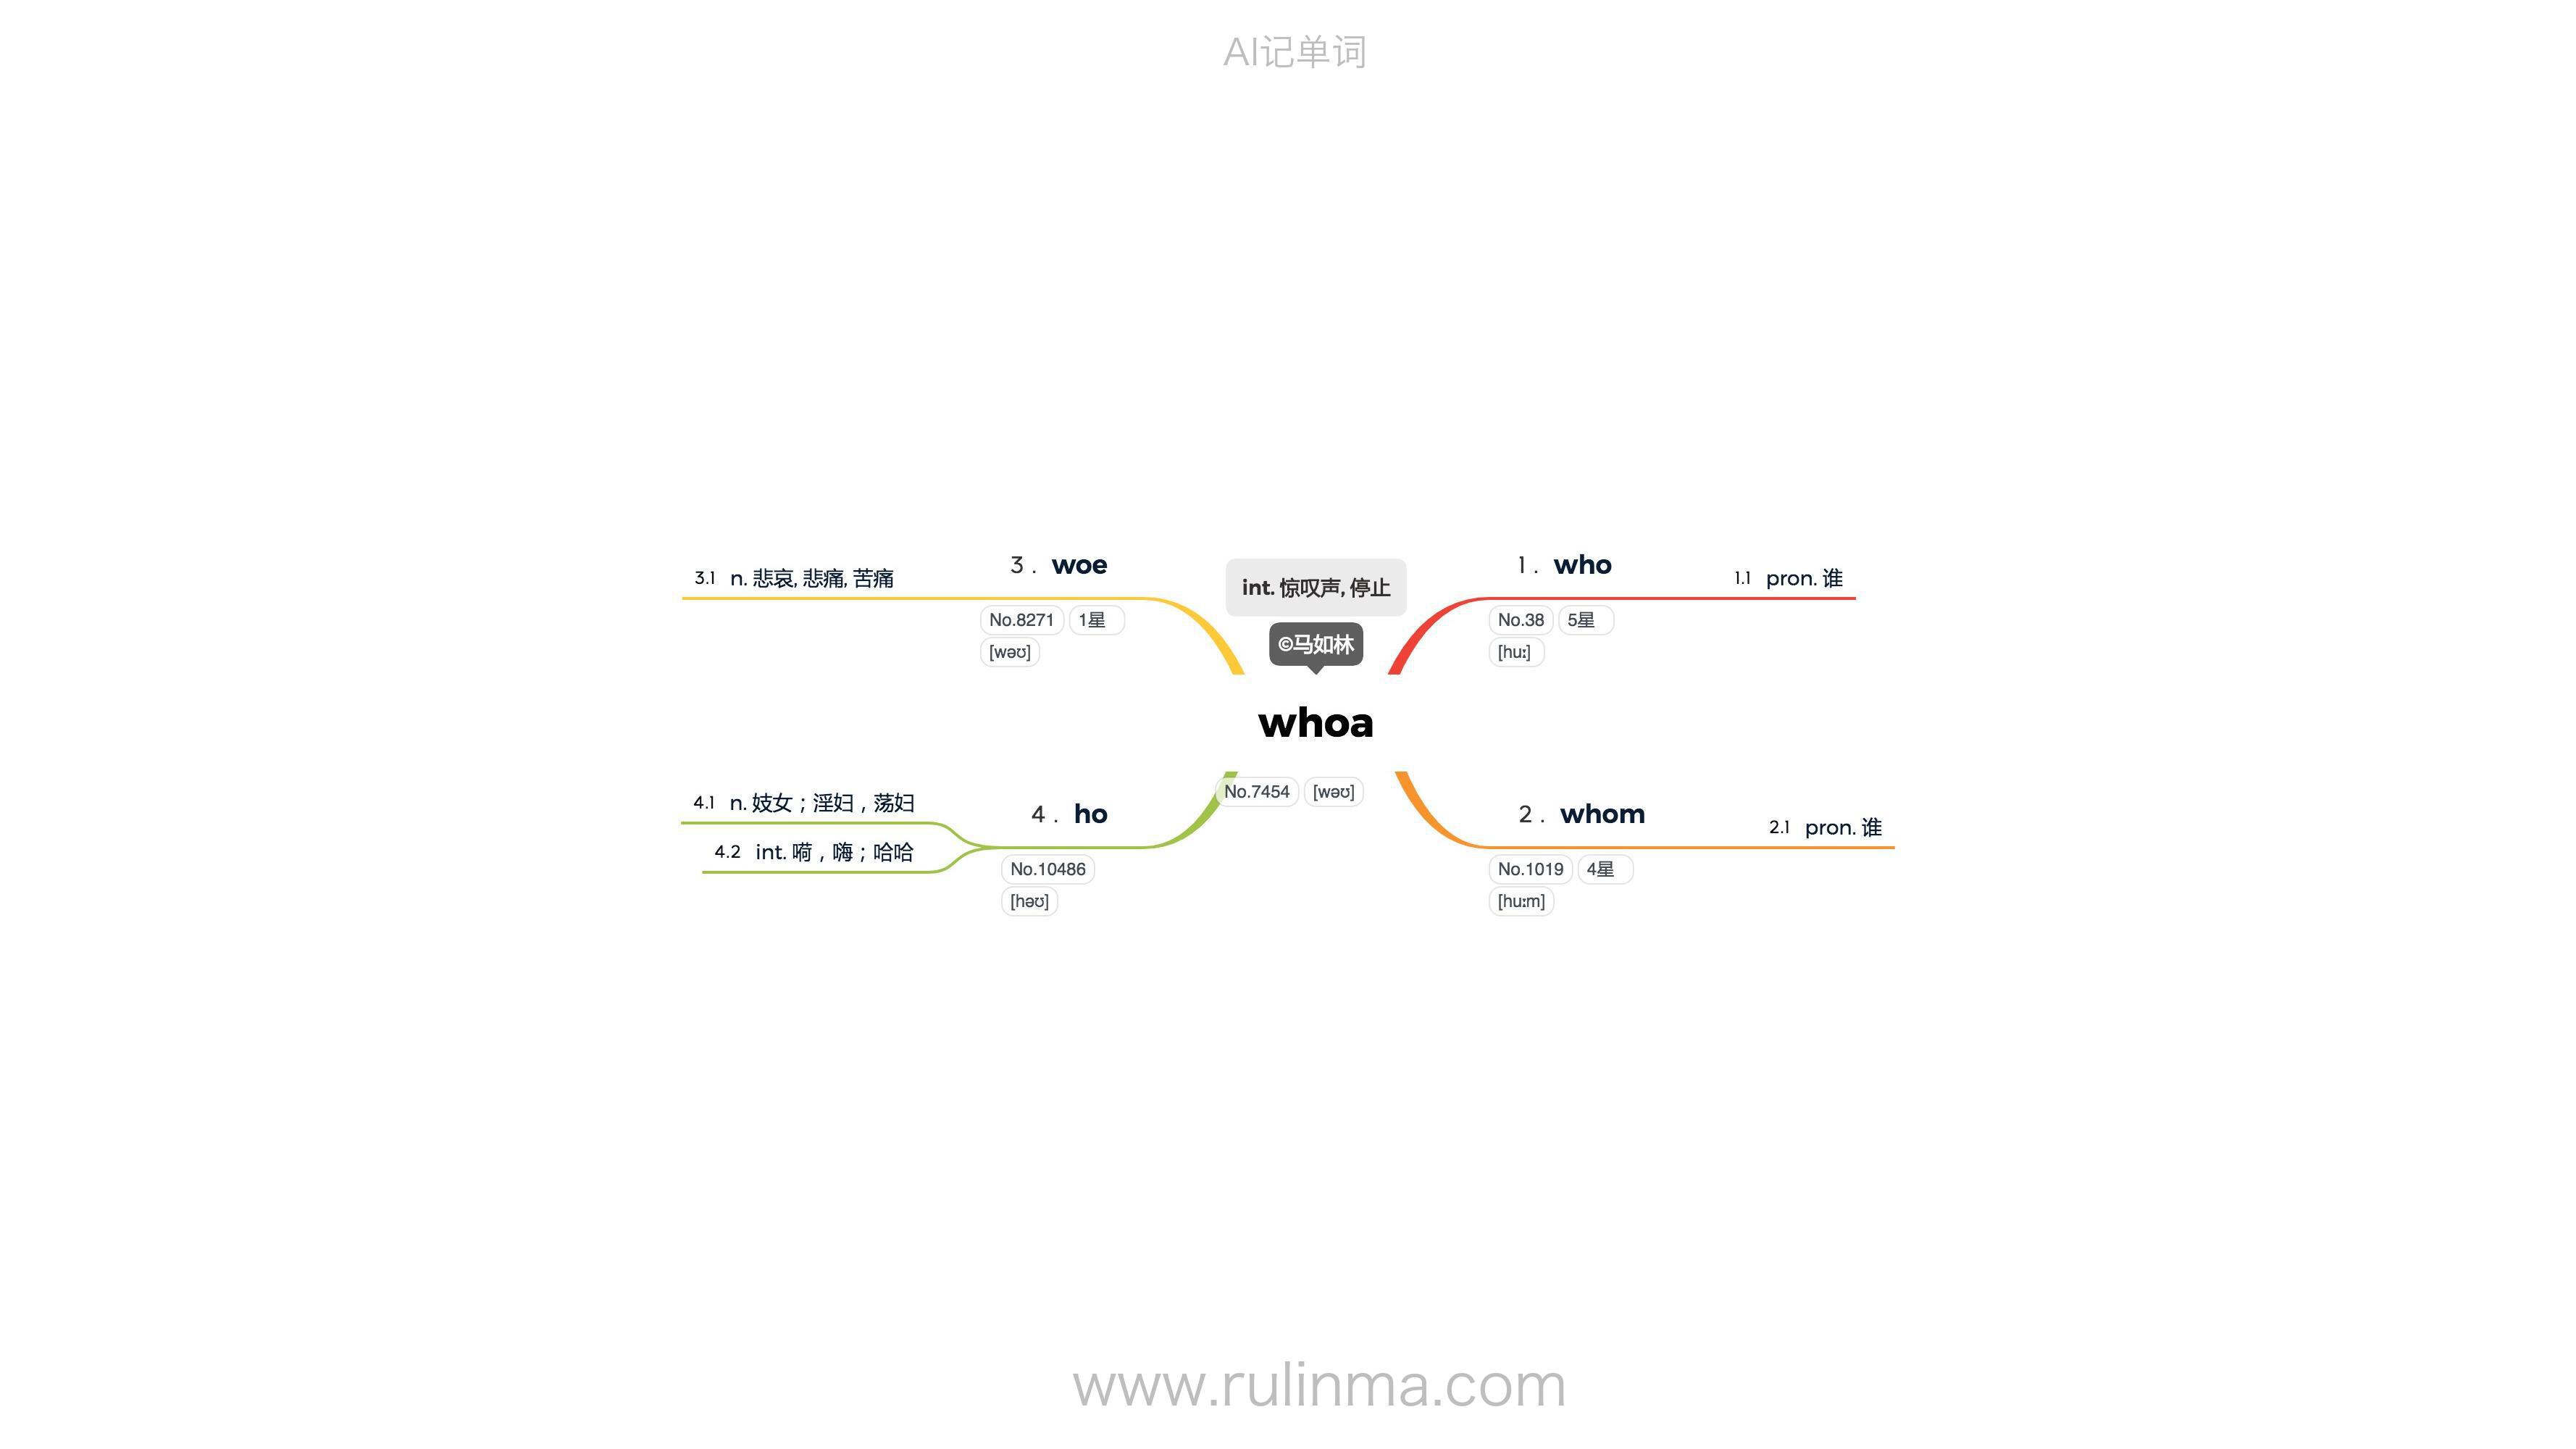 AI记单词
int. 惊叹声, 停止
©马如林
whoa
No.7454 [wəʊ]
1 . who
No.38 5星
[huː]
1.1 pron. 谁
2 . whom
No.1019 4星
[huːm]
2.1 pron. 谁
3 . woe
No.8271 1星
[wəʊ]
3.1 n. 悲哀, 悲痛, 苦痛
4 . ho
No.10486
[həʊ]
4.1 n. 妓女；淫妇，荡妇
4.2 int. 嗬，嗨；哈哈
www.rulinma.com